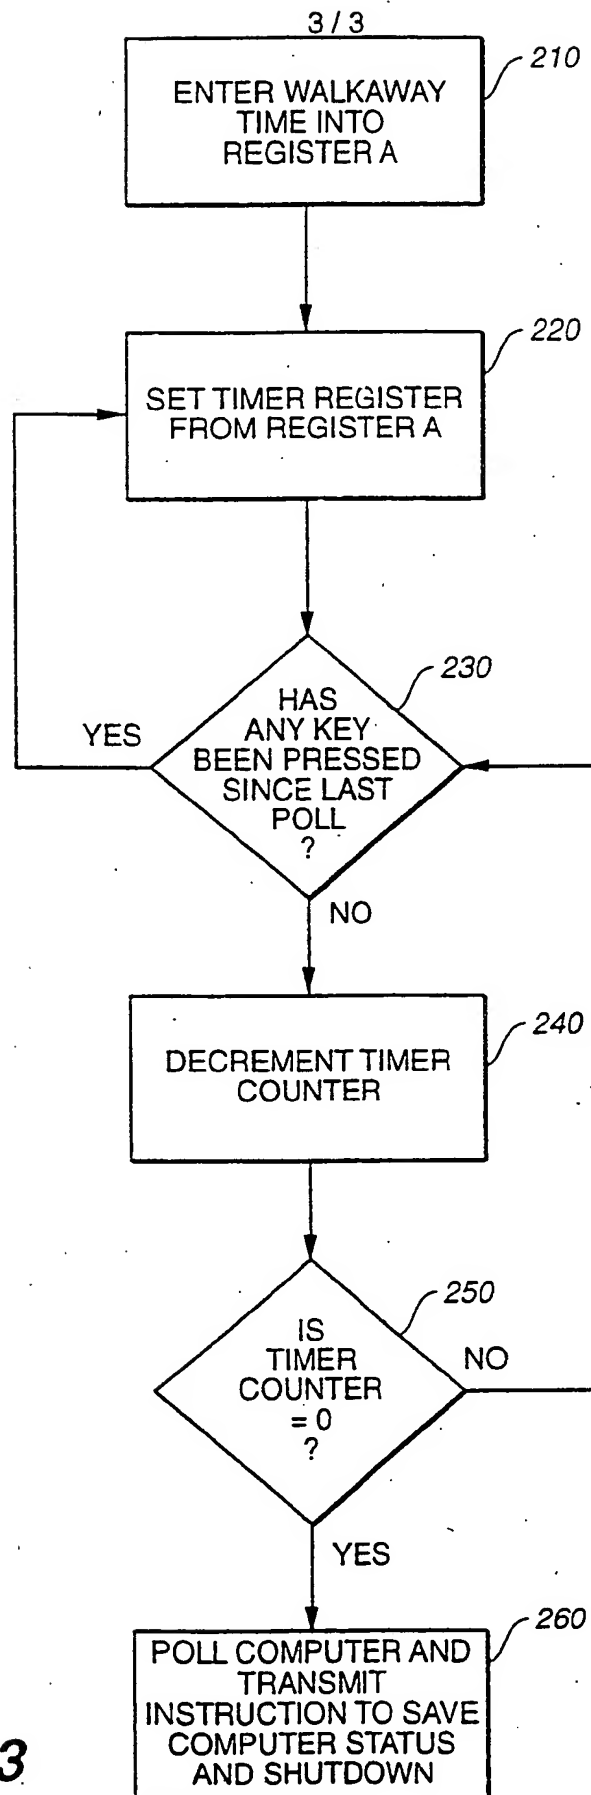 3 / 3
210
ENTER WALKAWAY
TIME INTO
REGISTER A
220
SET TIMER REGISTER
FROM REGISTER A
230
HAS
ANY KEY
BEEN PRESSED
SINCE LAST
POLL
?
YES
NO
240
DECREMENT TIMER
COUNTER
250
IS
TIMER
COUNTER
= 0
?
NO
YES
260
POLL COMPUTER AND
TRANSMIT
INSTRUCTION TO SAVE
COMPUTER STATUS
AND SHUTDOWN
3